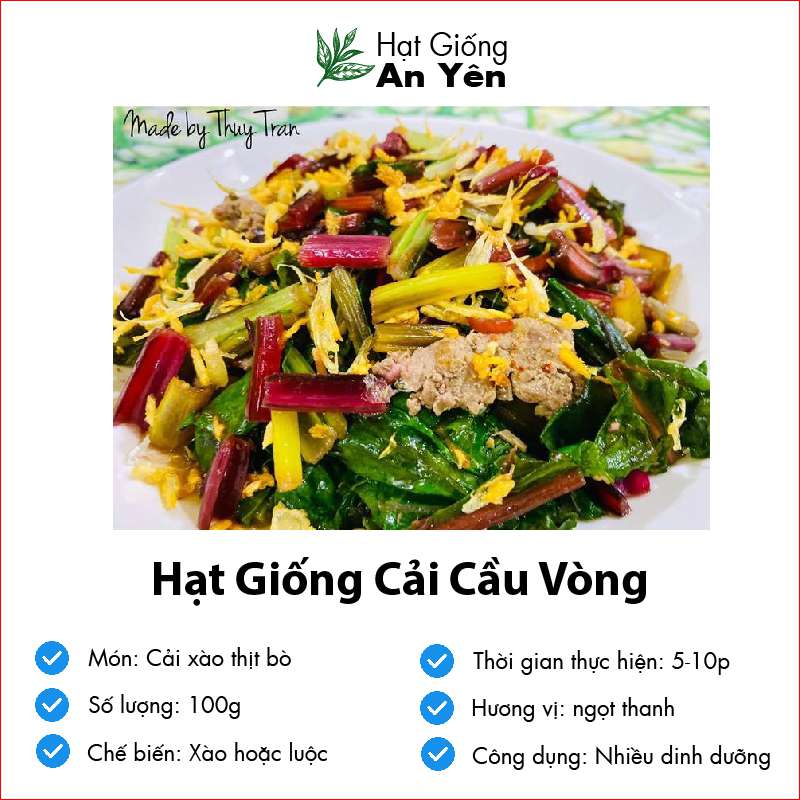 Hạt Giống
An Yên
Made by Thuy Tran
Hạt Giống Cải Cầu Vòng
Món: Cải xào thịt bò
Số lượng: 100g
Chế biến: Xào hoặc luộc
Thời gian thực hiện: 5-10p
Hương vị: ngọt thanh
Công dụng: Nhiều dinh dưỡng